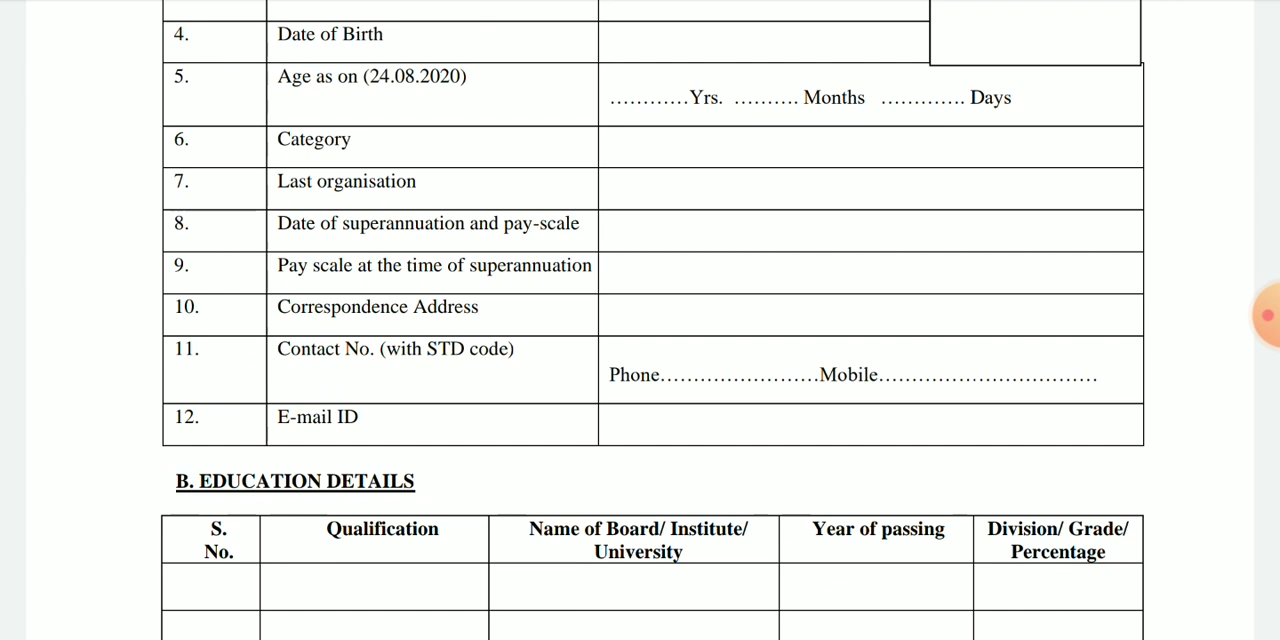 4. Date of Birth
5. Age as on (24.08.2020)
…………Yrs. ………. Months …………. Days
6. Category
7. Last organisation
8. Date of superannuation and pay-scale
9. Pay scale at the time of superannuation
10. Correspondence Address
11. Contact No. (with STD code)
Phone……………………Mobile……………………………
12. E-mail ID
B. EDUCATION DETAILS
S. No. Qualification Name of Board/ Institute/ University Year of passing Division/ Grade/ Percentage